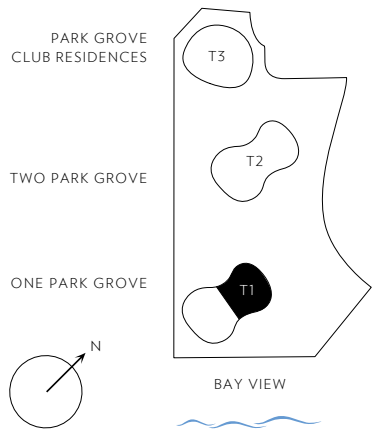 PARK GROVE
CLUB RESIDENCES
T3
T2
TWO PARK GROVE
ONE PARK GROVE
T1
N
BAY VIEW